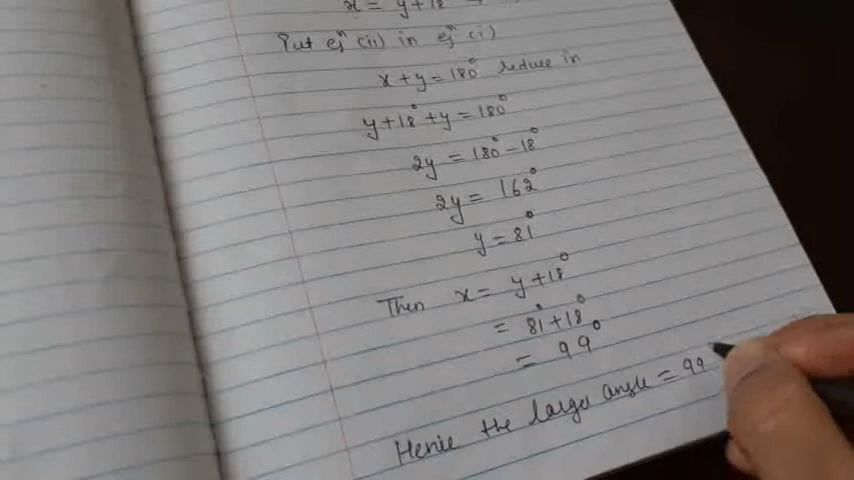 x = y+18°
Put eqⁿ (ii) in eqⁿ (i)
x + y = 180° reduce in
y+18° +y = 180°
2y = 180° - 18°
2y = 162°
y = 81°
Then x = y+18°
= 81°+18°
= 99°
Hence the larger angle = 99